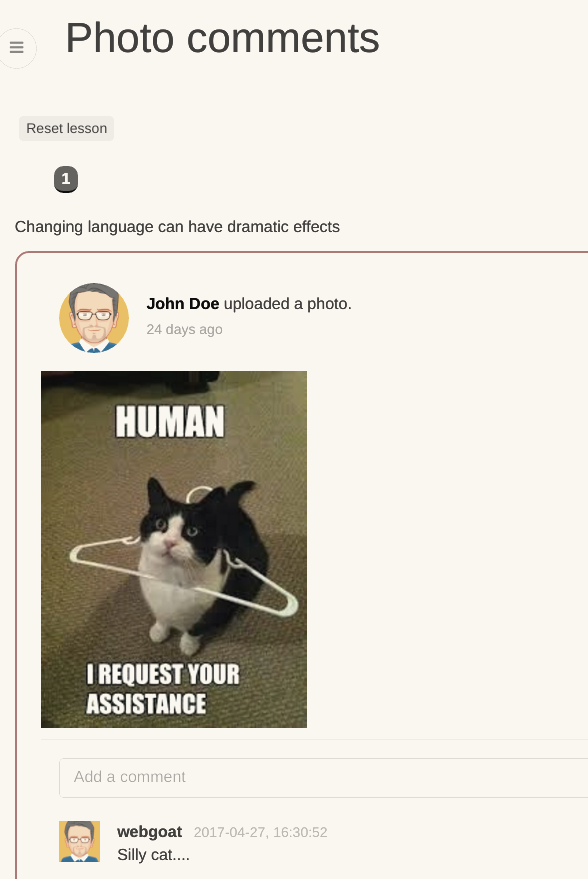 Photo comments
Reset lesson
1
Changing language can have dramatic effects
John Doe uploaded a photo.
24 days ago
HUMAN
I REQUEST YOUR
ASSISTANCE
Add a comment
webgoat 2017-04-27, 16:30:52
Silly cat....